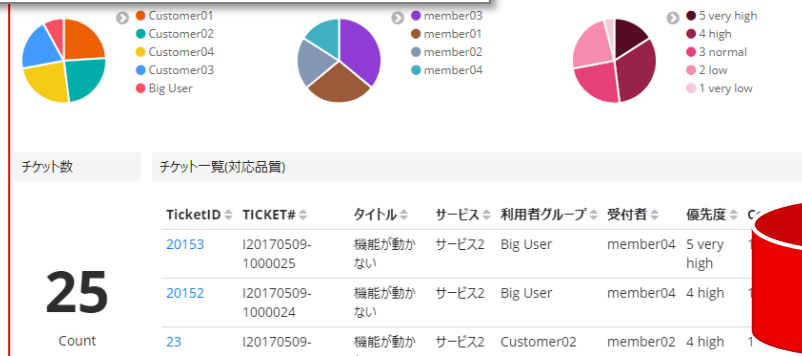 Customer01
Customer02
Customer04
Customer03
Big User
member03
member01
member02
member04
5 very high
4 high
3 normal
2 low
1 very low
チケット数
チケット一覧(対応品質)
TicketID TICKET# タイトル サービス 利用者グループ 受付者 優先度
20153 I20170509- 機能が動か サービス2 Big User member04 5 very 1
1000025 ない high
25
Count
20152 I20170509- 機能が動か サービス2 Big User member04 4 high 1
1000024 ない
23 I20170509- 機能が動か サービス2 Customer02 member02 4 high 1